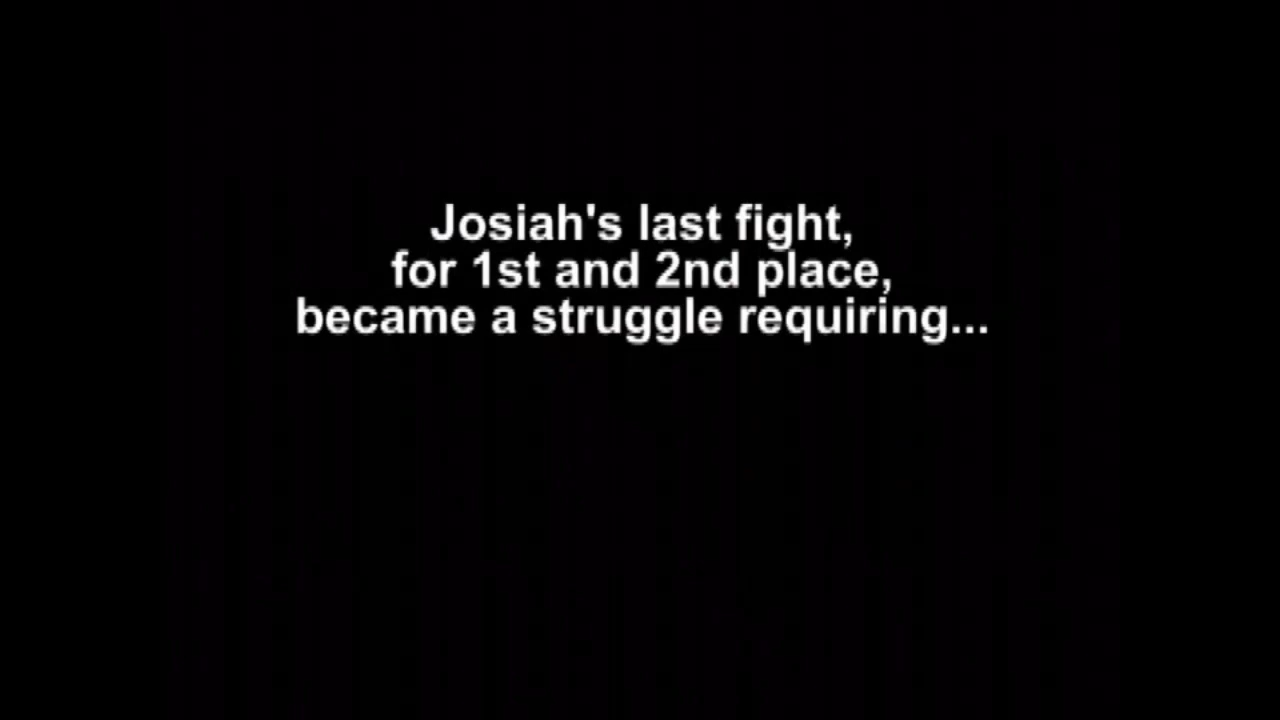 Josiah's last fight,
for 1st and 2nd place,
became a struggle requiring...